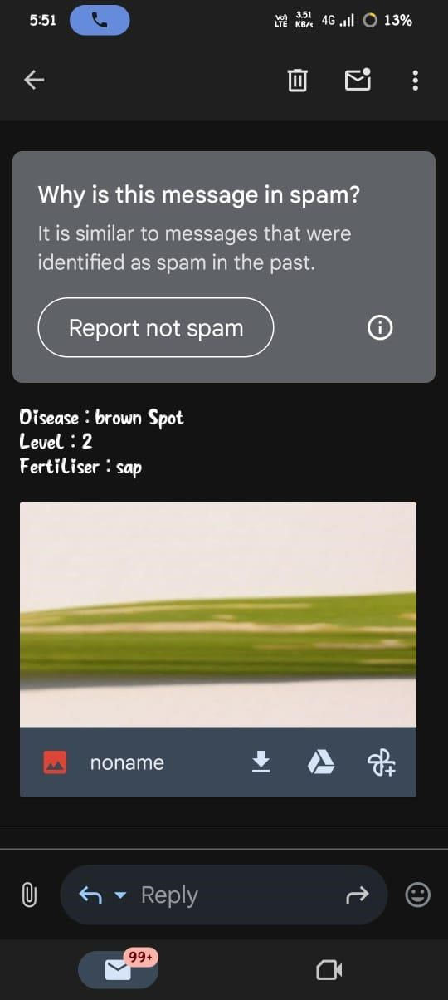 5:51
Voll LTE 3.51 KB/s 4G 13%
Why is this message in spam?
It is similar to messages that were
identified as spam in the past.
Report not spam
Disease : brown Spot
Level : 2
Fertiliser : sap
noname
Reply
99+